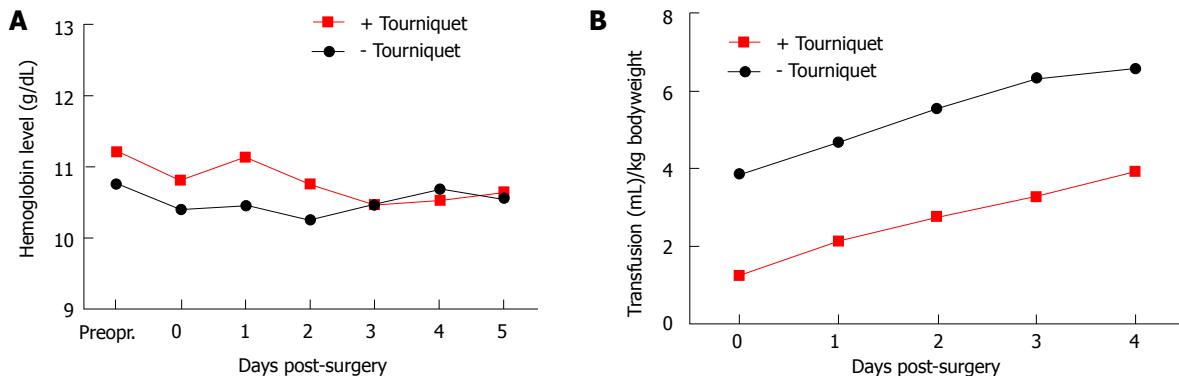 A
+ Tourniquet
- Tourniquet
Hemoglobin level (g/dL)
13
12
11
10
9
Preopr. 0 1 2 3 4 5
Days post-surgery
B
+ Tourniquet
- Tourniquet
Transfusion (mL)/kg bodyweight
8
6
4
2
0
0 1 2 3 4
Days post-surgery